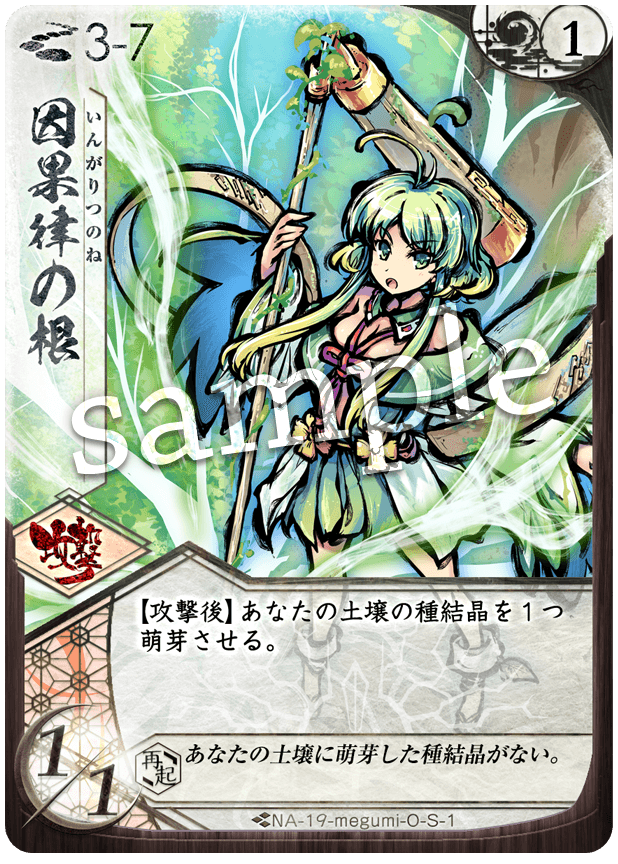 3-7
1
因果律の根
いんがりつのね
sample
攻撃
【攻撃後】あなたの土壌の種結晶を1つ
萌芽させる。
1/1
再起
あなたの土壌に萌芽した種結晶がない。
NA-19-megumi-O-S-1